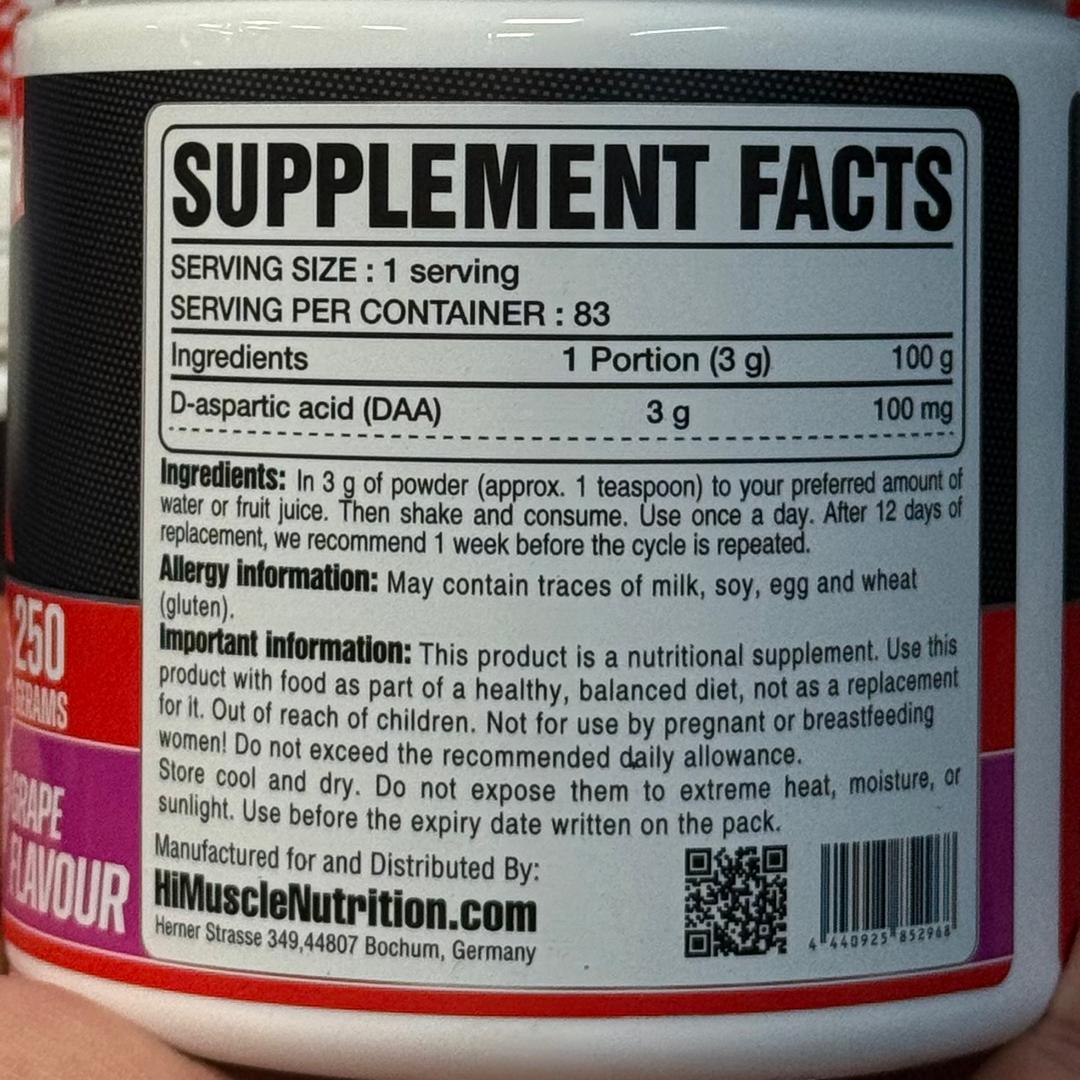 SUPPLEMENT FACTS
SERVING SIZE : 1 serving
SERVING PER CONTAINER : 83
Ingredients 1 Portion (3 g) 100 g
D-aspartic acid (DAA) 3 g 100 mg
Ingredients: In 3 g of powder (approx. 1 teaspoon) to your preferred amount of
water or fruit juice. Then shake and consume. Use once a day. After 12 days of
replacement, we recommend 1 week before the cycle is repeated.
Allergy information: May contain traces of milk, soy, egg and wheat
(gluten).
Important information: This product is a nutritional supplement. Use this
product with food as part of a healthy, balanced diet, not as a replacement
for it. Out of reach of children. Not for use by pregnant or breastfeeding
women! Do not exceed the recommended daily allowance.
Store cool and dry. Do not expose them to extreme heat, moisture, or
sunlight. Use before the expiry date written on the pack.
Manufactured for and Distributed By:
HiMuscleNutrition.com
Herner Strasse 349,44807 Bochum, Germany
4 440925 852968
250
GRAMS
GRAPE
FLAVOUR